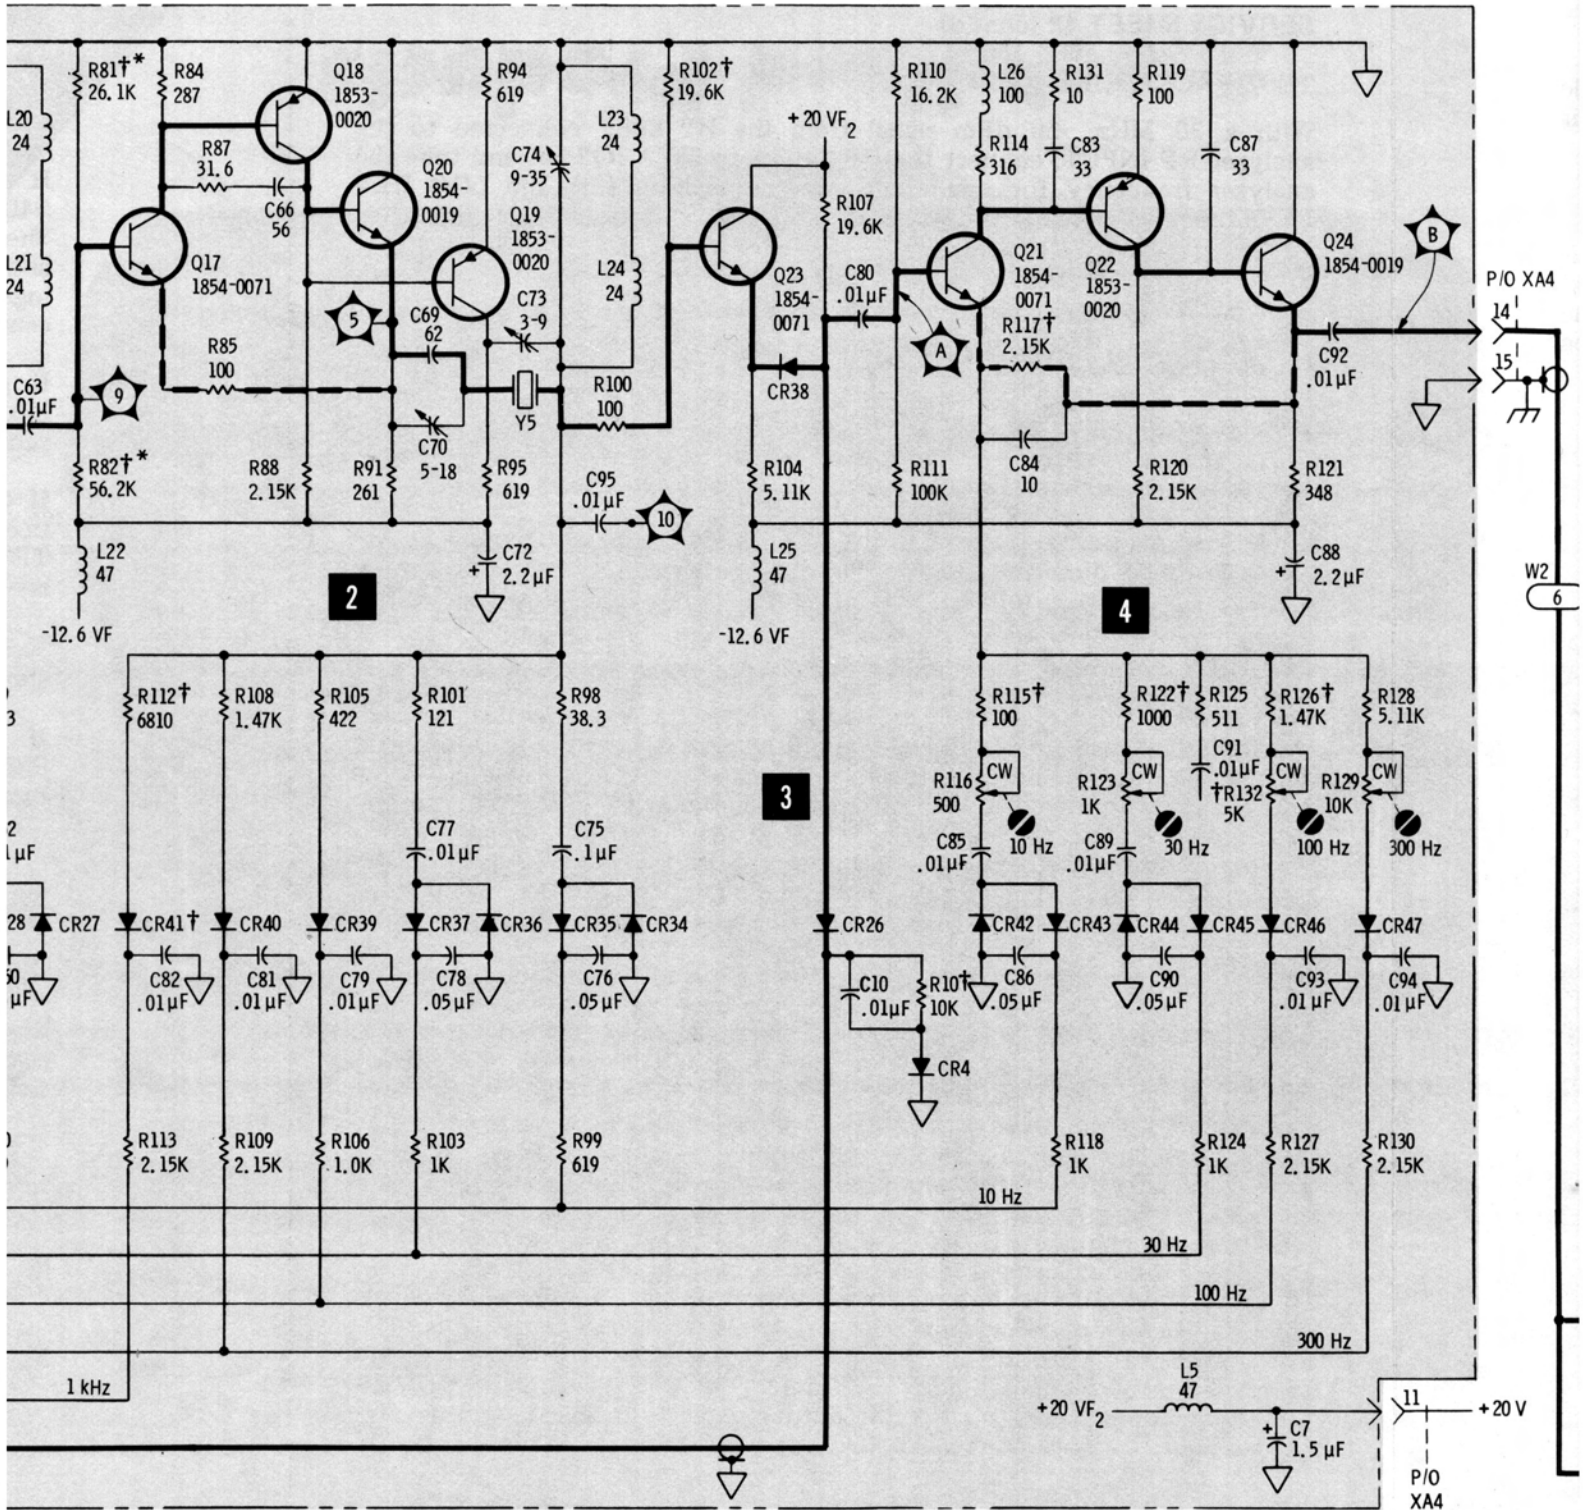 R81†*
26.1K
R84
287
Q18
1853-
0020
R94
619
R102†
19.6K
R110
16.2K
L26
100
R131
10
R119
100
L20
24
R87
31.6
C66
56
Q20
1854-
0019
C74
9-35
L23
24
+20 VF2
R114
316
C83
33
C87
33
Q19
1853-
0020
R107
19.6K
L21
24
Q17
1854-0071
L24
24
Q23
1854-
0071
C80
.01µF
Q21
1854-
0071
Q22
1853-
0020
Q24
1854-0019
B
P/O XA4
14
15
5
C69
62
C73
3-9
R117†
2.15K
A
R85
100
C92
.01µF
C63
.01µF
9
Y5
R100
100
CR38
C70
5-18
C84
10
R82†*
56.2K
R88
2.15K
R91
261
R95
619
C95
.01µF
10
R104
5.11K
R111
100K
R120
2.15K
R121
348
L22
47
C72
+ 2.2µF
L25
47
C88
+ 2.2µF
W2
6
2
4
-12.6 VF
-12.6 VF
R112†
6810
R108
1.47K
R105
422
R101
121
R98
38.3
R115†
100
R122†
1000
R125
511
R126†
1.47K
R128
5.11K
3
3
R116
500
CW
10 Hz
R123
1K
CW
30 Hz
C91
.01µF
†R132
5K
CW
100 Hz
R129
10K
CW
300 Hz
C77
.01µF
C75
.1µF
C85
.01µF
C89
.01µF
2
1µF
28
CR27
CR41†
CR40
CR39
CR37
CR36
CR35
CR34
CR26
CR42
CR43
CR44
CR45
CR46
CR47
60
µF
C82
.01µF
C81
.01µF
C79
.01µF
C78
.05µF
C76
.05µF
C10
.01µF
R10†
10K
C86
.05µF
C90
.05µF
C93
.01µF
C94
.01µF
CR4
R113
2.15K
R109
2.15K
R106
1.0K
R103
1K
R99
619
R118
1K
R124
1K
R127
2.15K
R130
2.15K
10 Hz
30 Hz
100 Hz
300 Hz
1 kHz
+20 VF2
L5
47
11
+20 V
+ C7
1.5µF
P/O
XA4